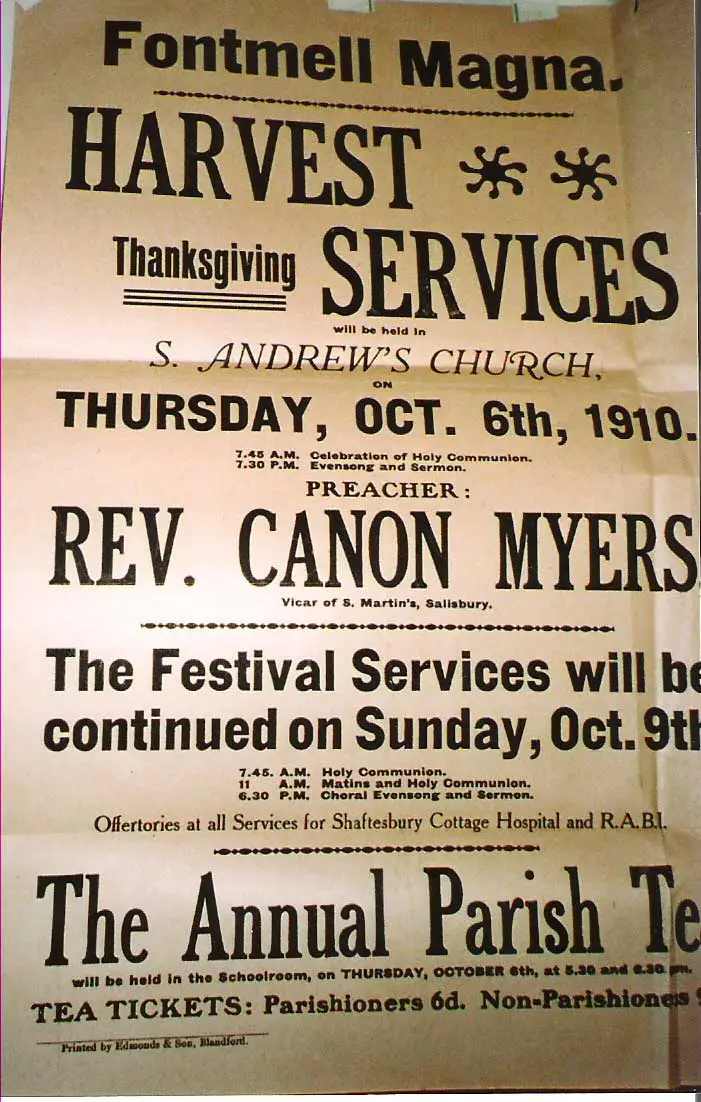 Fontmell Magna.
HARVEST
Thanksgiving SERVICES
will be held in
S. ANDREW'S CHURCH,
ON
THURSDAY, OCT. 6th, 1910.
7.45 A.M. Celebration of Holy Communion.
7.30 P.M. Evensong and Sermon.
PREACHER:
REV. CANON MYERS
Vicar of S. Martin's, Salisbury.
The Festival Services will be
continued on Sunday, Oct. 9th
7.45. A.M. Holy Communion.
11 A.M. Matins and Holy Communion.
6.30 P.M. Choral Evensong and Sermon.
Offertories at all Services for Shaftesbury Cottage Hospital and R.A.B.I.
The Annual Parish Te
will be held in the Schoolroom, on THURSDAY, OCTOBER 6th, at 5.30 and 6.30 pm.
TEA TICKETS: Parishioners 6d. Non-Parishiones
Printed by Edmonds & Son, Blandford.